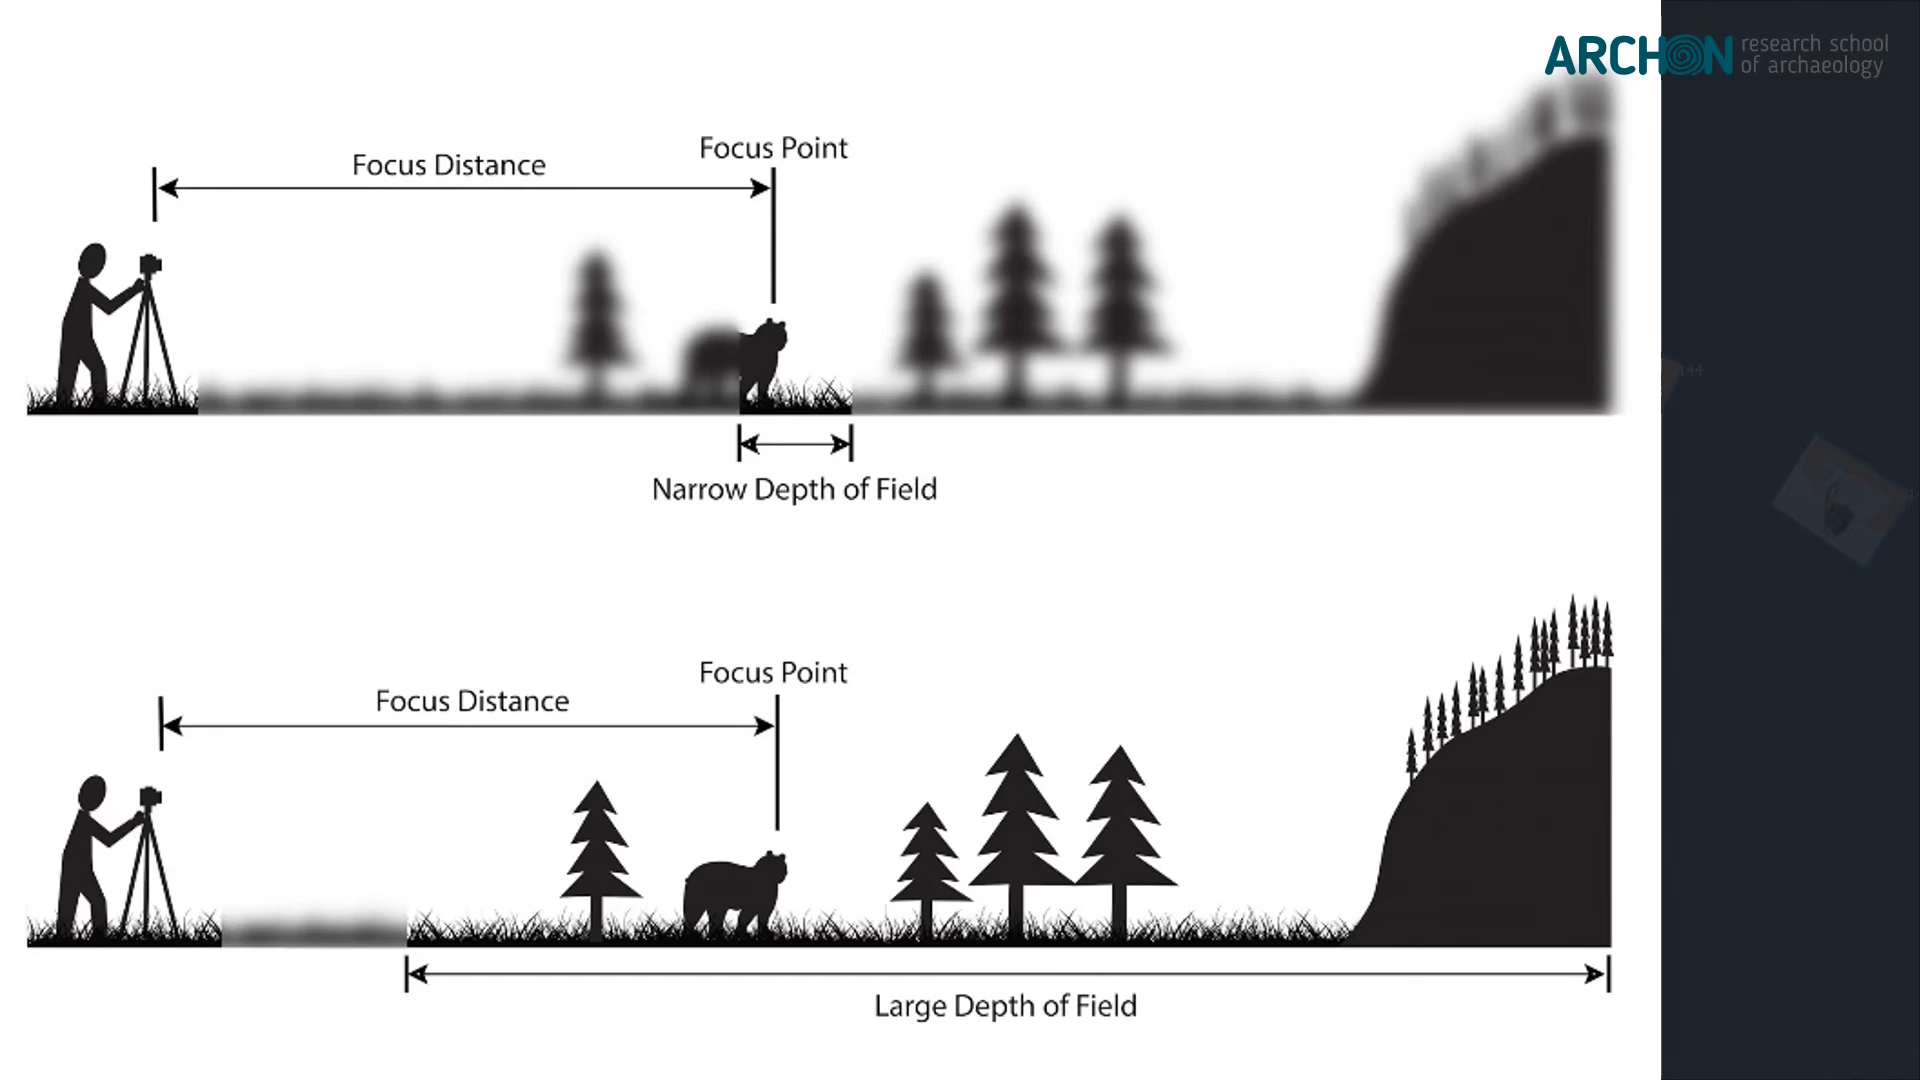 ARCHON research school
of archaeology
Focus Point
Focus Distance
Narrow Depth of Field
Focus Point
Focus Distance
Large Depth of Field
144